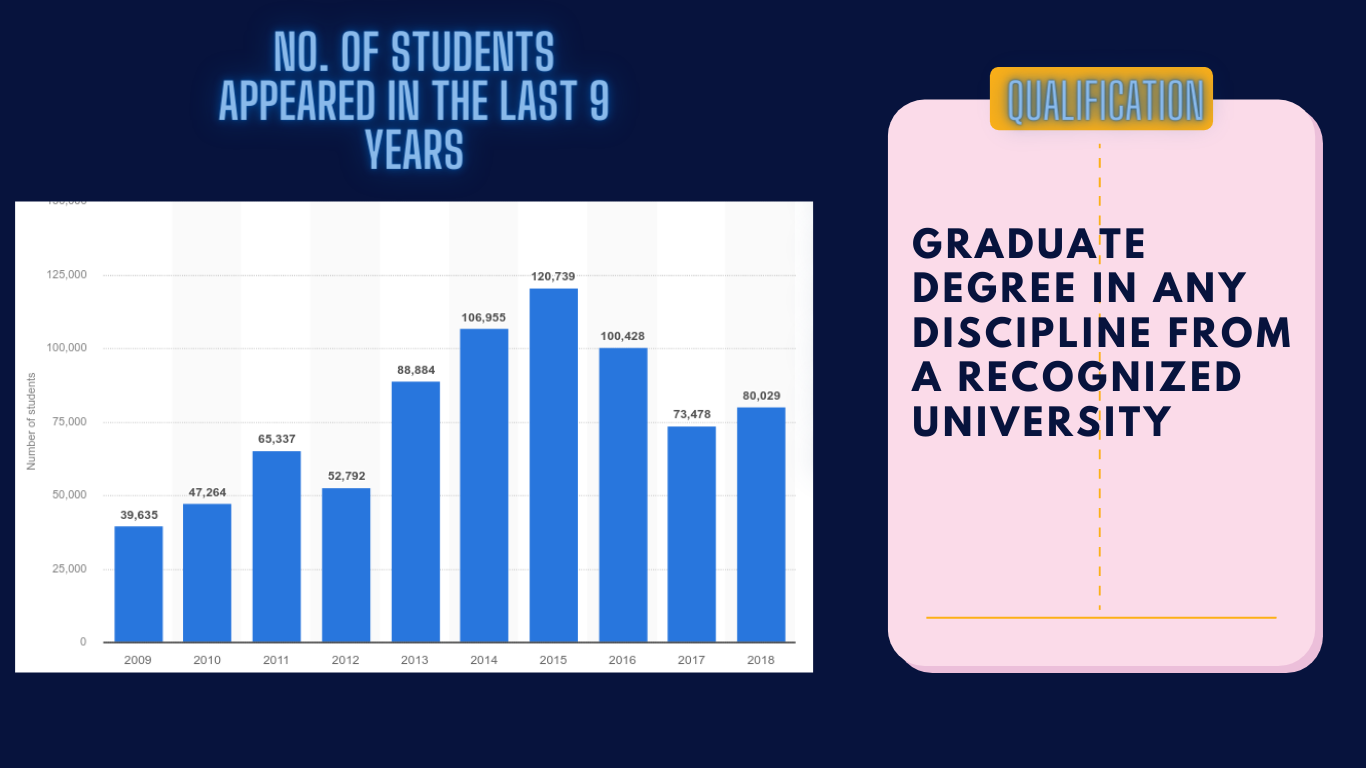 NO. OF STUDENTS
APPEARED IN THE LAST 9
YEARS
QUALIFICATION
GRADUATE
DEGREE IN ANY
DISCIPLINE FROM
A RECOGNIZED
UNIVERSITY
Number of students
125,000
100,000
75,000
50,000
25,000
0
39,635
47,264
65,337
52,792
88,884
106,955
120,739
100,428
73,478
80,029
2009 2010 2011 2012 2013 2014 2015 2016 2017 2018